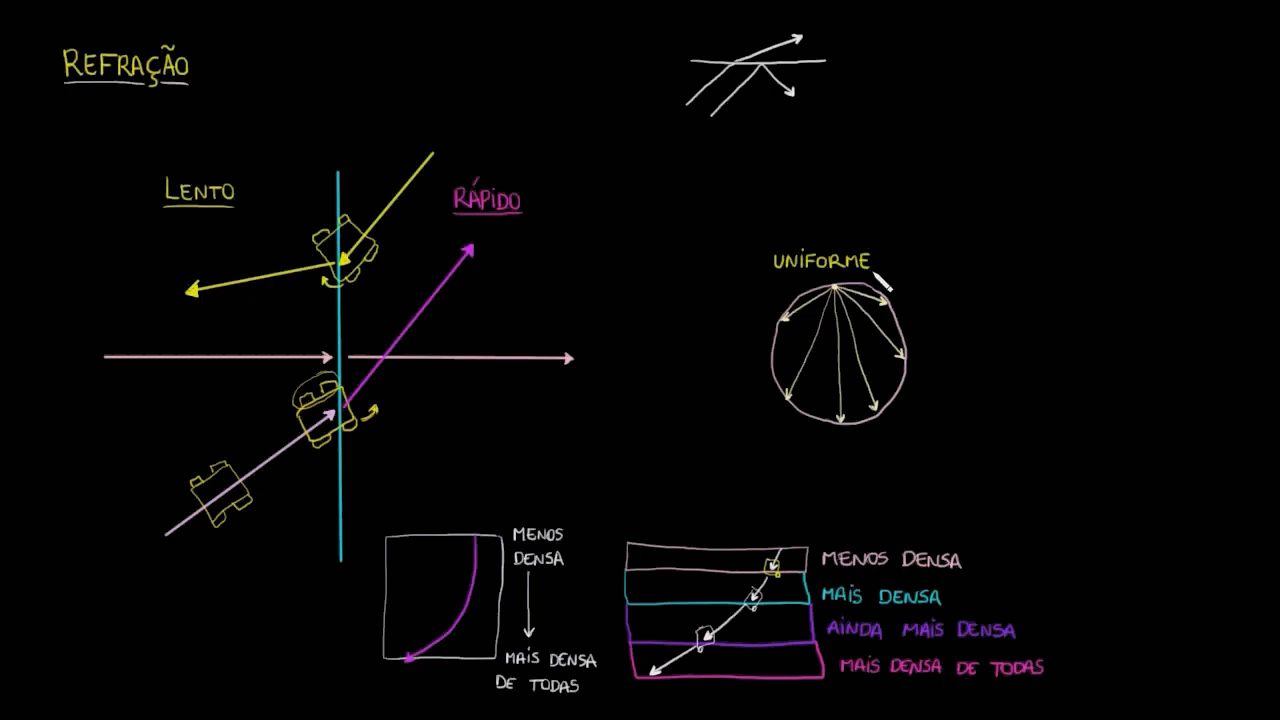 REFRAÇÃO
LENTO
RÁPIDO
UNIFORME
MENOS
DENSA
MAIS DENSA
DE TODAS
MENOS DENSA
MAIS DENSA
AINDA MAIS DENSA
MAIS DENSA DE TODAS